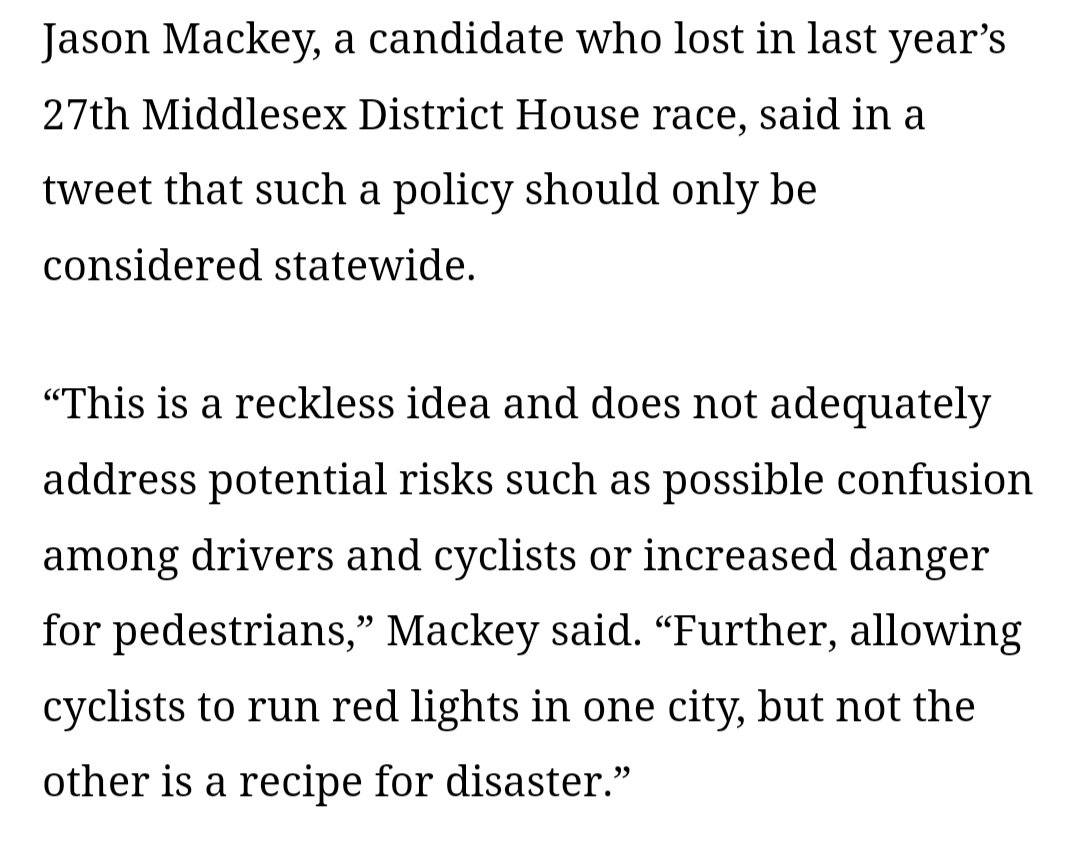 Jason Mackey, a candidate who lost in last year’s
27th Middlesex District House race, said in a
tweet that such a policy should only be
considered statewide.
“This is a reckless idea and does not adequately
address potential risks such as possible confusion
among drivers and cyclists or increased danger
for pedestrians,” Mackey said. “Further, allowing
cyclists to run red lights in one city, but not the
other is a recipe for disaster.”